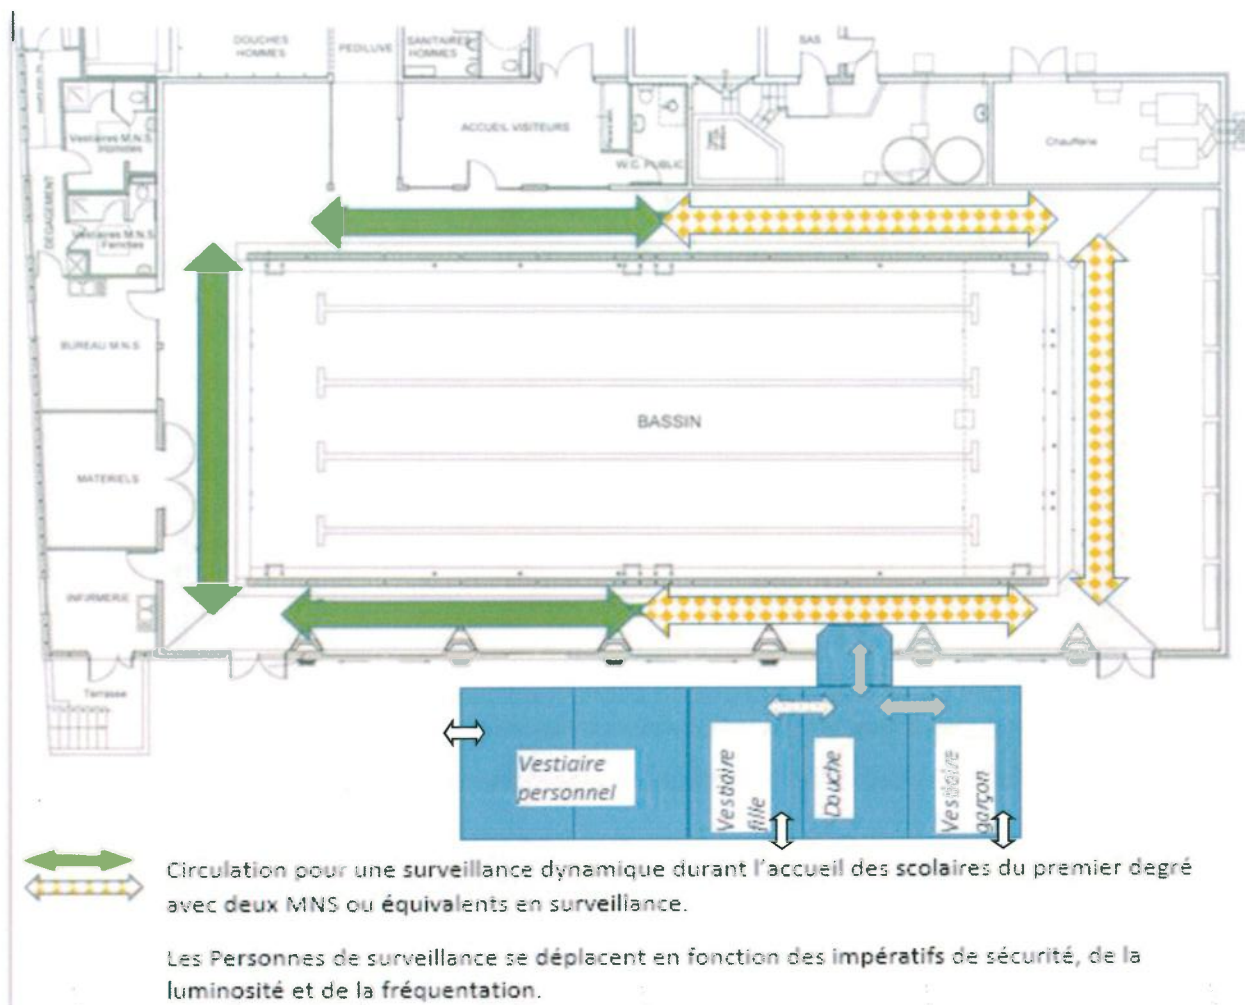 DOUCHES
HOMMES
PEDILUVE
SANITAIRES
HOMMES
SAS
Vestiaires M.N.S.
ACCUEIL VISITEURS
W.C. PUBLIC
Chaufferie
DEGAGEMENT
Vestiaires M.N.S.
Femmes
BUREAU M.N.S
BASSIN
MATERIELS
INFIRMERIE
Terrasse
Vestiaire
personnel
Vestiaire
fille
Douche
Vestiaire
garçon
Circulation pour une surveillance dynamique durant l'accueil des scolaires du premier degré
avec deux MNS ou équivalents en surveillance.
Les Personnes de surveillance se déplacent en fonction des impératifs de sécurité, de la
luminosité et de la fréquentation.